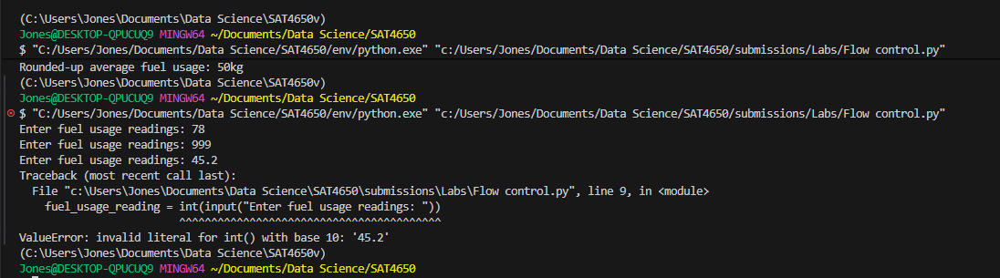 (C:\Users\Jones\Documents\Data Science\SAT4650v)
Jones@DESKTOP-QPUCUQ9 MINGW64 ~/Documents/Data Science/SAT4650
$ "C:/Users/Jones/Documents/Data Science/SAT4650/env/python.exe" "c:/Users/Jones/Documents/Data Science/SAT4650/submissions/Labs/Flow control.py"
Rounded-up average fuel usage: 50kg
(C:\Users\Jones\Documents\Data Science\SAT4650v)
Jones@DESKTOP-QPUCUQ9 MINGW64 ~/Documents/Data Science/SAT4650
$ "C:/Users/Jones/Documents/Data Science/SAT4650/env/python.exe" "c:/Users/Jones/Documents/Data Science/SAT4650/submissions/Labs/Flow control.py"
Enter fuel usage readings: 78
Enter fuel usage readings: 999
Enter fuel usage readings: 45.2
Traceback (most recent call last):
  File "c:\Users\Jones\Documents\Data Science\SAT4650\submissions\Labs\Flow control.py", line 9, in <module>
    fuel_usage_reading = int(input("Enter fuel usage readings: "))
                         ^^^^^^^^^^^^^^^^^^^^^^^^^^^^^^^^^^^^^^^^^
ValueError: invalid literal for int() with base 10: '45.2'
(C:\Users\Jones\Documents\Data Science\SAT4650v)
Jones@DESKTOP-QPUCUQ9 MINGW64 ~/Documents/Data Science/SAT4650